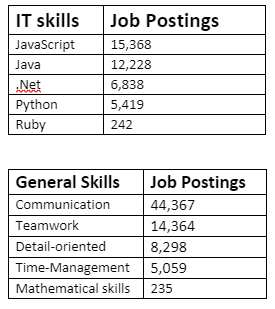 IT skills Job Postings
JavaScript 15,368
Java 12,228
.Net 6,838
Python 5,419
Ruby 242
General Skills Job Postings
Communication 44,367
Teamwork 14,364
Detail-oriented 8,298
Time-Management 5,059
Mathematical skills 235